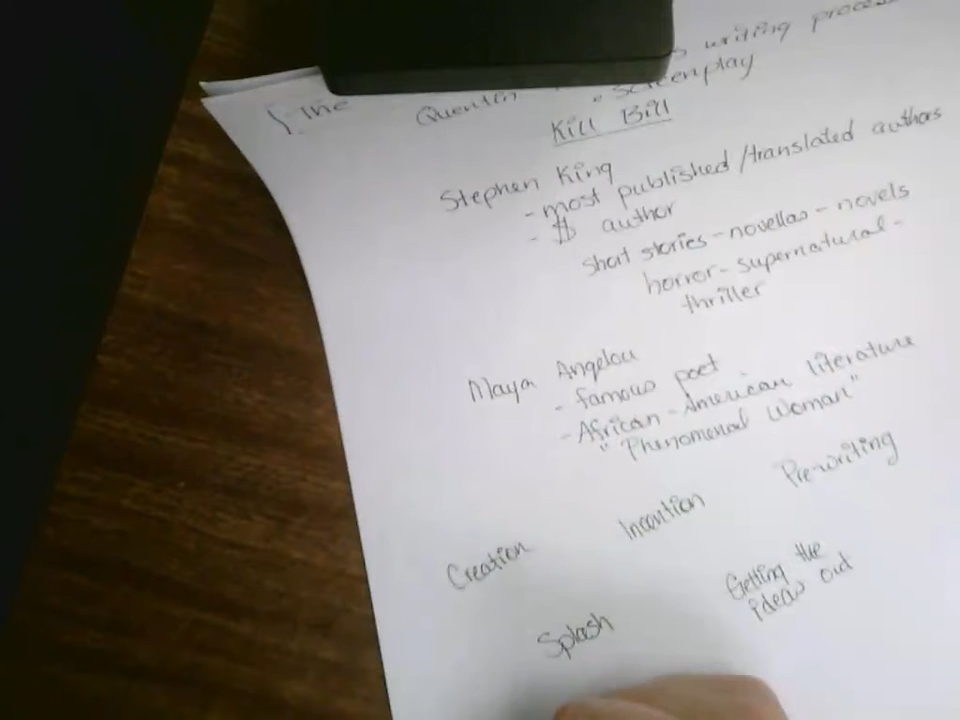 writing process
Quentin
- Screenplay
Kill Bill
Stephen King
- most published/translated authors
- $ author
short stories - novellas - novels
horror - supernatural -
thriller
Maya Angelou
- famous poet
- African-American literature
"Phenomenal Woman"
Creation Incantion Pre-writing
Splash Getting the
ideas out